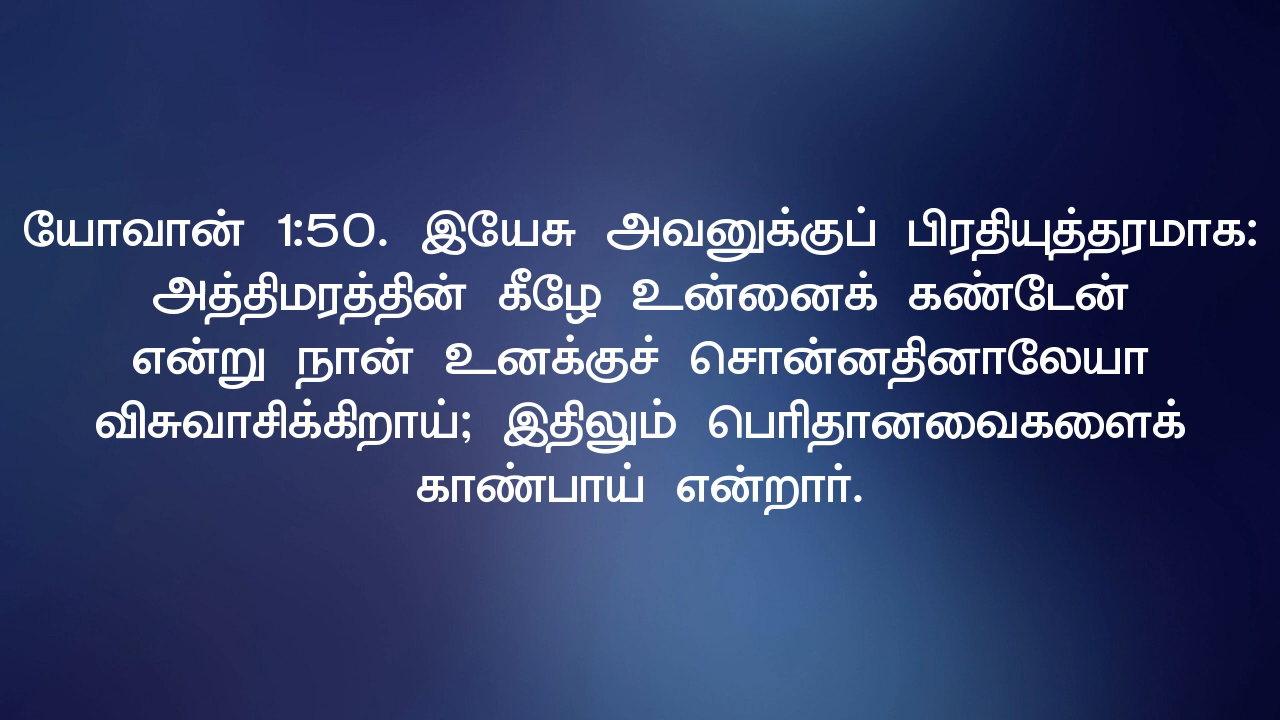 யோவான் 1:50. இயேசு அவனுக்குப் பிரதியுத்தரமாக:
அத்திமரத்தின் கீழே உன்னைக் கண்டேன்
என்று நான் உனக்குச் சொன்னதினாலேயா
விசுவாசிக்கிறாய்; இதிலும் பெரிதானவைகளைக்
காண்பாய் என்றார்.